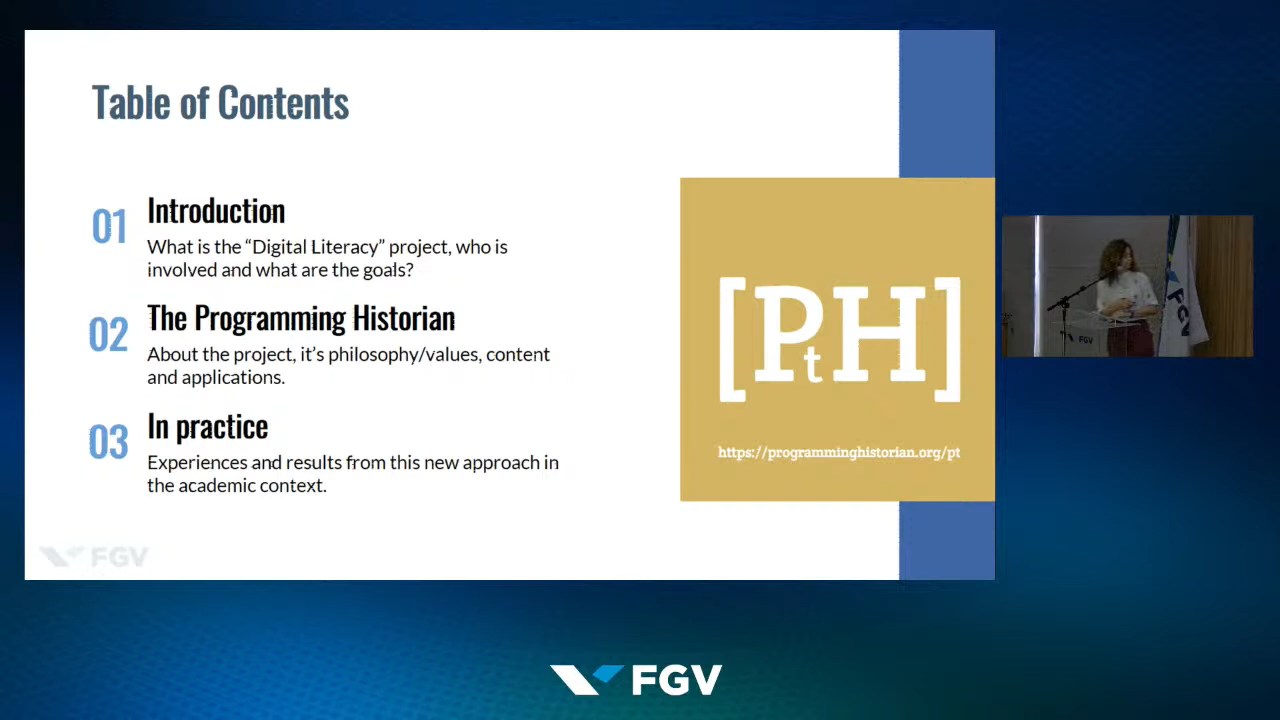 Table of Contents
01
Introduction
What is the “Digital Literacy” project, who is
involved and what are the goals?
02
The Programming Historian
About the project, it’s philosophy/values, content
and applications.
03
In practice
Experiences and results from this new approach in
the academic context.
[PtH]
https://programminghistorian.org/pt
FGV
FGV
FGV
FGV